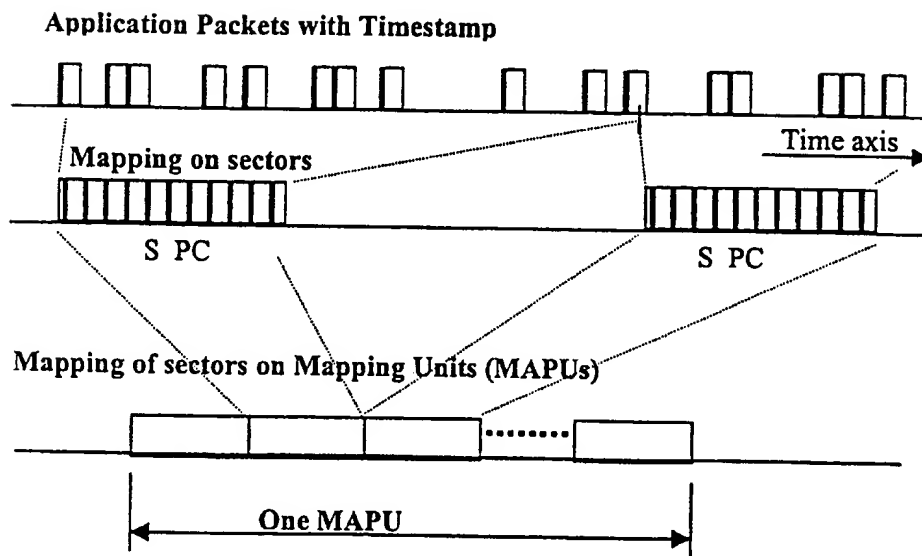 Application Packets with Timestamp
Time axis
Mapping on sectors
S PC
S PC
Mapping of sectors on Mapping Units (MAPUs)
One MAPU